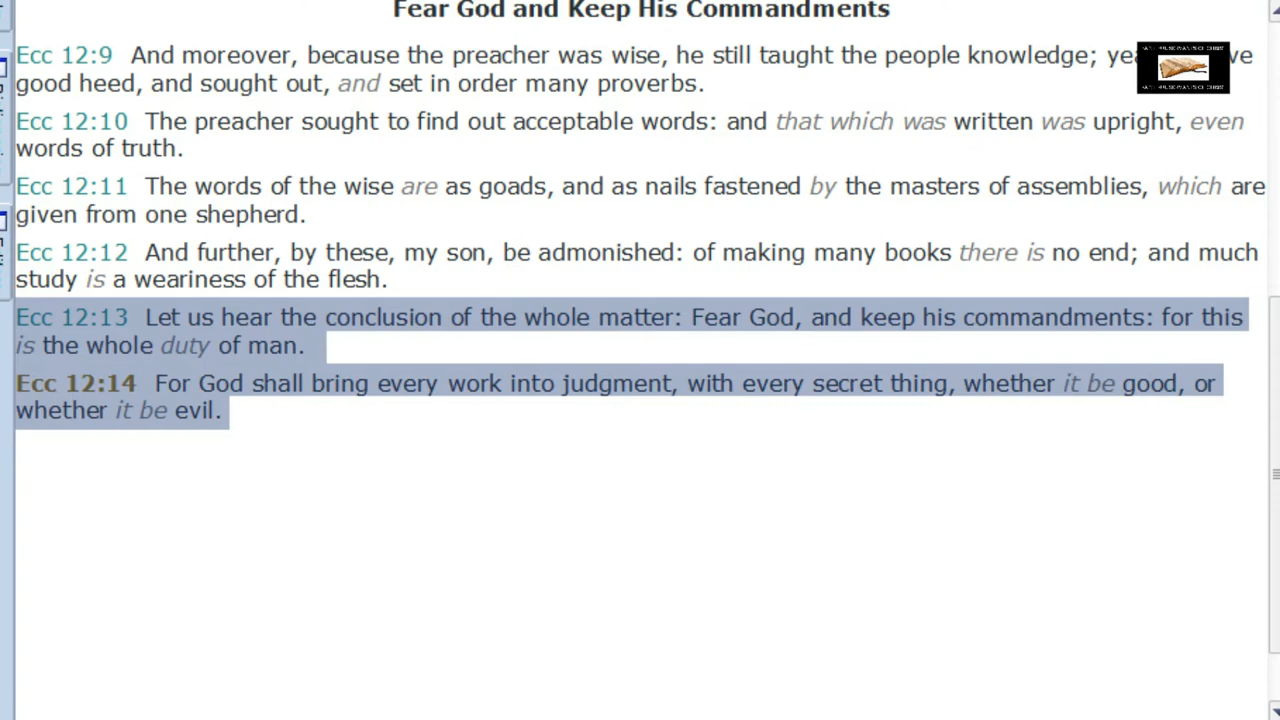 Fear God and Keep His Commandments
Ecc 12:9 And moreover, because the preacher was wise, he still taught the people knowledge; ve
good heed, and sought out, and set in order many proverbs.
Ecc 12:10 The preacher sought to find out acceptable words: and that which was written was upright, even
words of truth.
Ecc 12:11 The words of the wise are as goads, and as nails fastened by the masters of assemblies, which are
given from one shepherd.
Ecc 12:12 And further, by these, my son, be admonished: of making many books there is no end; and much
study is a weariness of the flesh.
Ecc 12:13 Let us hear the conclusion of the whole matter: Fear God, and keep his commandments: for this
is the whole duty of man.
Ecc 12:14 For God shall bring every work into judgment, with every secret thing, whether it be good, or
whether it be evil.